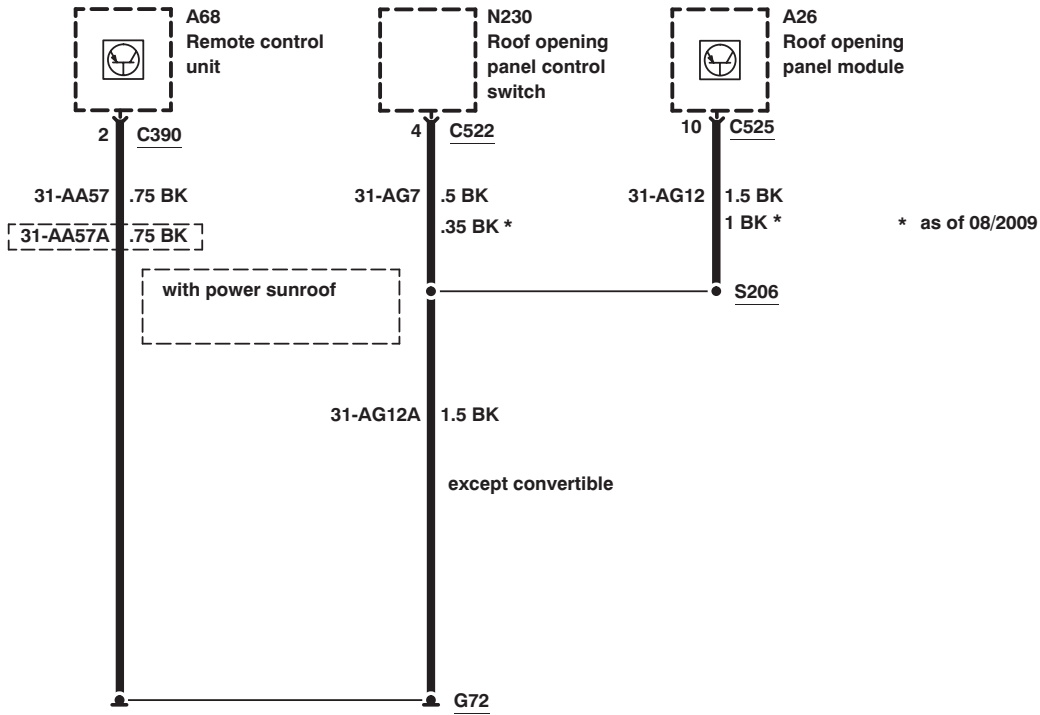 A68
Remote control
unit
N230
Roof opening
panel control
switch
A26
Roof opening
panel module
2 C390
4 C522
10 C525
31-AA57 .75 BK
31-AG7 .5 BK
31-AG12 1.5 BK
31-AA57A .75 BK
.35 BK *
1 BK *
* as of 08/2009
with power sunroof
S206
31-AG12A 1.5 BK
except convertible
G72